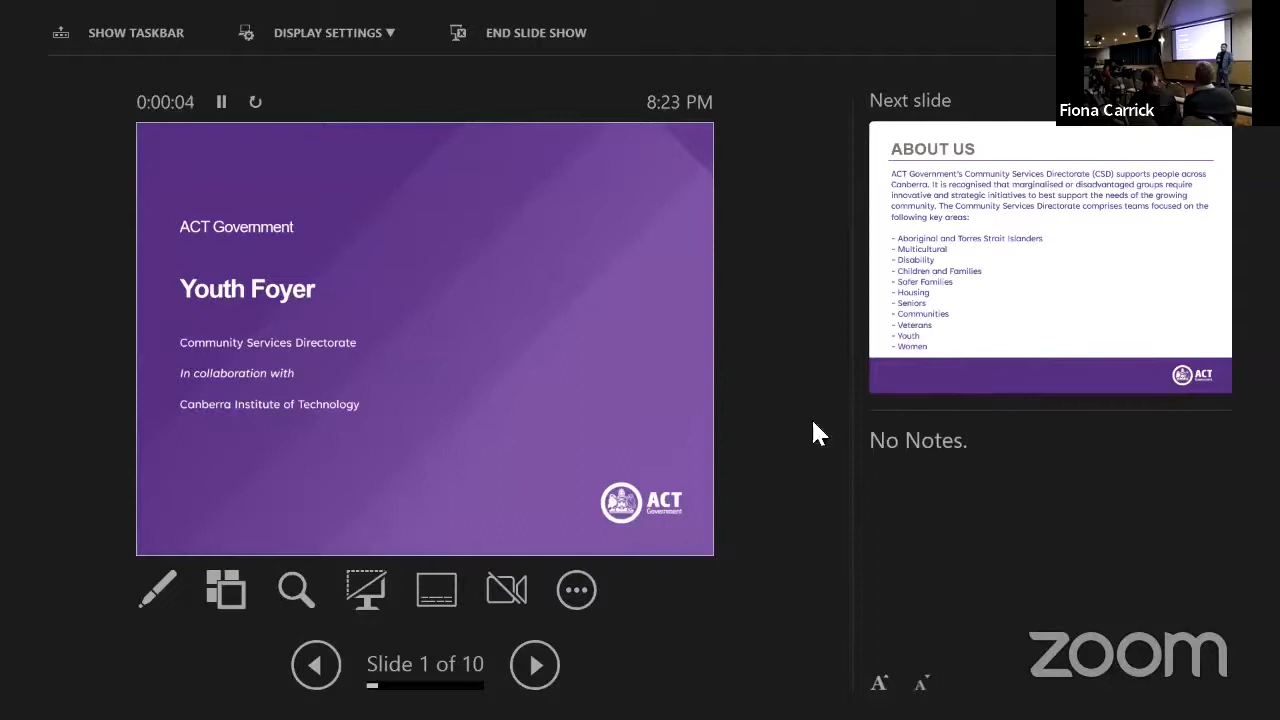 SHOW TASKBAR
DISPLAY SETTINGS ▼
END SLIDE SHOW
Fiona Carrick
0:00:04
8:23 PM
ACT Government
Youth Foyer
Community Services Directorate
In collaboration with
Canberra Institute of Technology
ACT
Government
Slide 1 of 10
Next slide
ABOUT US
ACT Government's Community Services Directorate (CSD) supports people across
Canberra. It is recognised that marginalised or disadvantaged groups require
innovative and strategic initiatives to best support the needs of the growing
community. The Community Services Directorate comprises teams focused on the
following key areas:
- Aboriginal and Torres Strait Islanders
- Multicultural
- Disability
- Children and Families
- Safer Families
- Housing
- Seniors
- Communities
- Veterans
- Youth
- Women
ACT
Government
No Notes.
A A
zoom